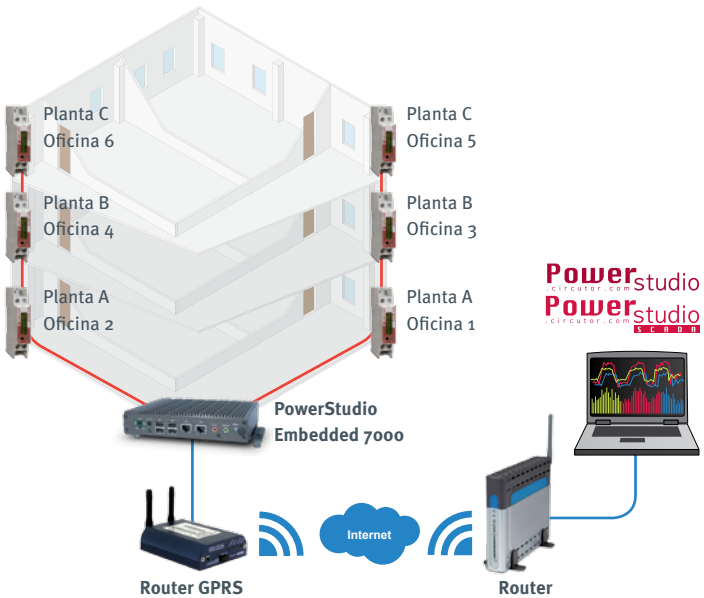 Planta C
Oficina 6
Planta C
Oficina 5
Planta B
Oficina 4
Planta B
Oficina 3
Planta A
Oficina 2
Planta A
Oficina 1
Powerstudio
.circutor.com
Powerstudio
.circutor.com
SCADA
PowerStudio
Embedded 7000
Internet
Router GPRS
Router